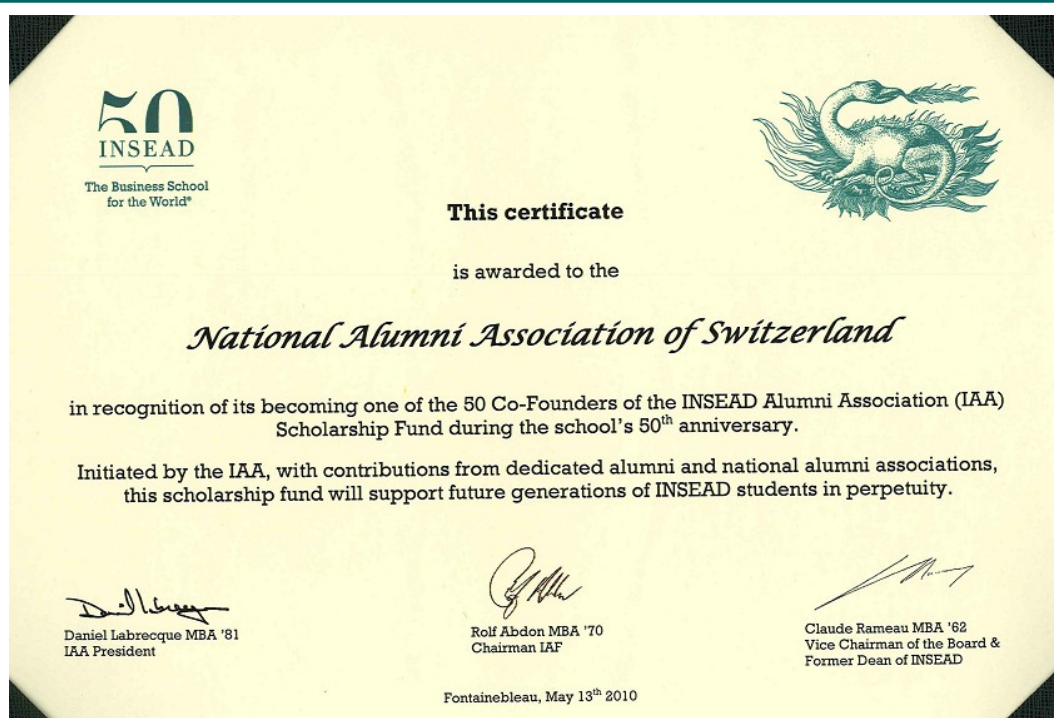 50
INSEAD
The Business School
for the World®
This certificate
is awarded to the
National Alumni Association of Switzerland
in recognition of its becoming one of the 50 Co-Founders of the INSEAD Alumni Association (IAA)
Scholarship Fund during the school's 50th anniversary.
Initiated by the IAA, with contributions from dedicated alumni and national alumni associations,
this scholarship fund will support future generations of INSEAD students in perpetuity.
Daniel Labrecque MBA '81
IAA President
Rolf Abdon MBA '70
Chairman IAF
Claude Rameau MBA '62
Vice Chairman of the Board &
Former Dean of INSEAD
Fontainebleau, May 13th 2010